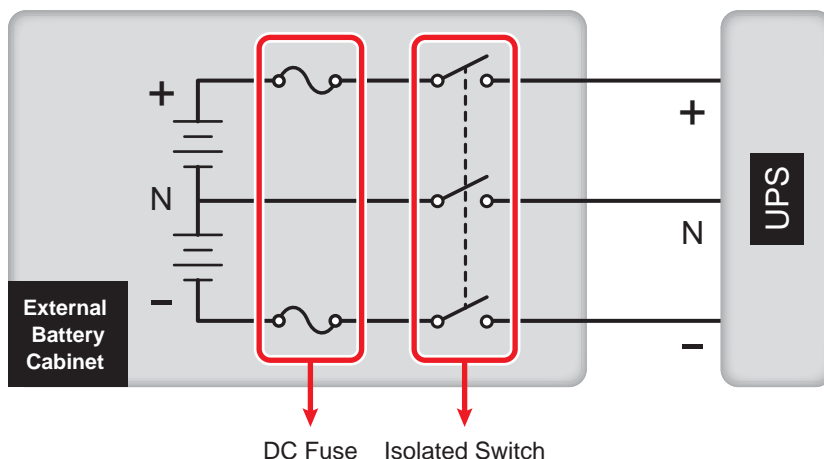 +
N
–
External
Battery
Cabinet
+
N
–
UPS
DC Fuse
Isolated Switch